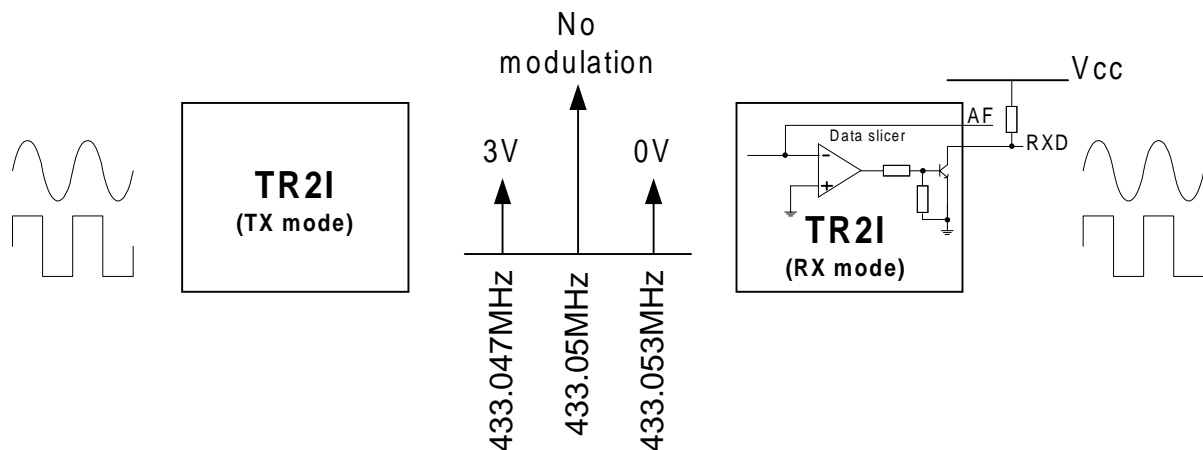 No
modulation
TR2I
(TX mode)
3V
0V
433.047MHz
433.05MHz
433.053MHz
Vcc
AF
RXD
Data slicer
−
+
TR2I
(RX mode)